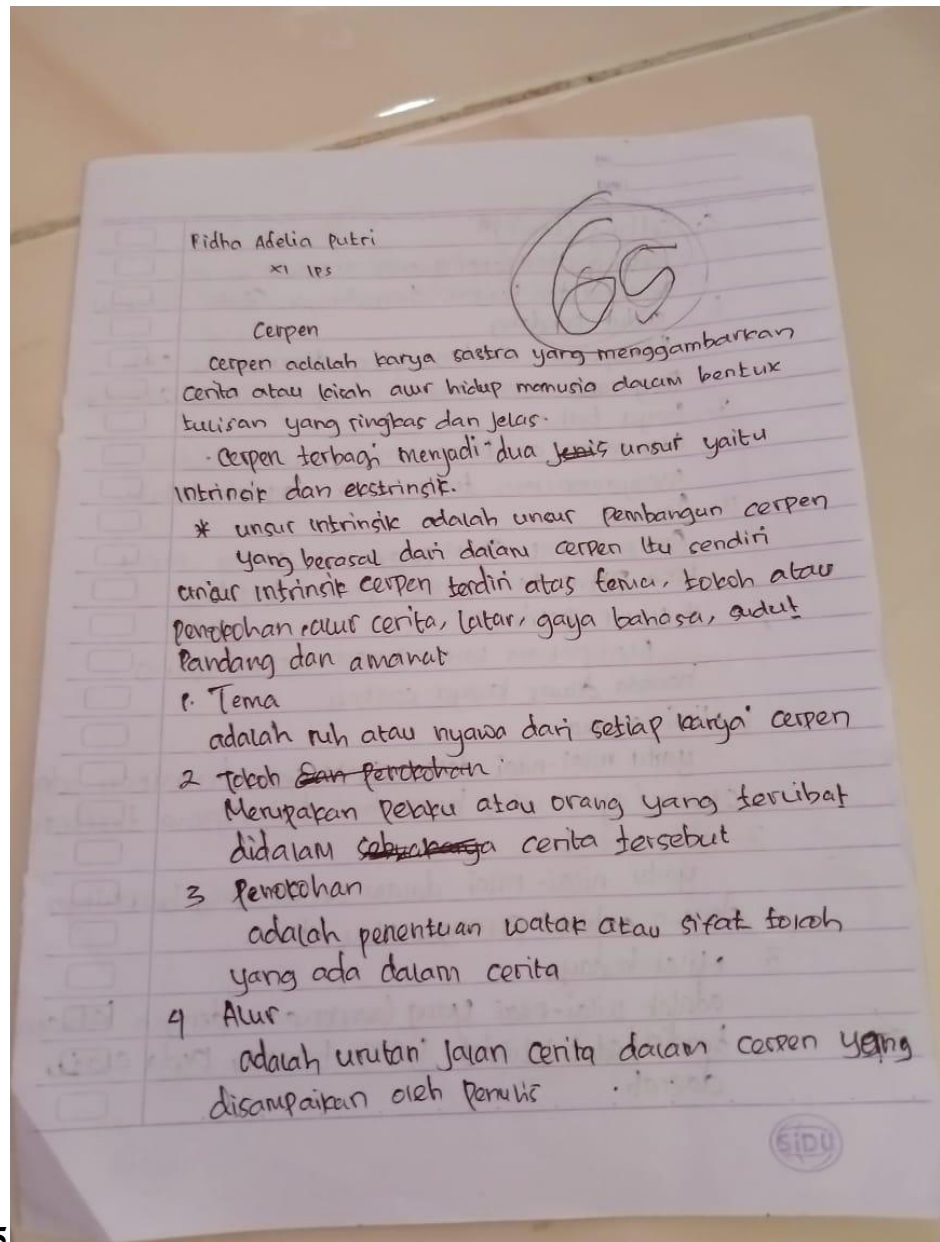 Ridha Adelia Putri
XI IPS
65
Cerpen
cerpen adalah karya sastra yang menggambarkan
cerita atau kisah alur hidup manusia dalam bentuk
tulisan yang ringkas dan jelas.
cerpen terbagi menjadi dua jenis unsur yaitu
intrinsik dan ekstrinsik.
* unsur intrinsik adalah unsur pembangun cerpen
yang berasal dari dalam cerpen itu sendiri
unsur intrinsik cerpen terdiri atas tema, tokoh atau
penokohan, alur cerita, latar, gaya bahasa, sudut
Pandang dan amanat
1. Tema
adalah ruh atau nyawa dari setiap karya cerpen
2 tokoh dan Penokohan
Merupakan pelaku atau orang yang terlibat
didalam cerita tersebut
3 Penokohan
adalah penentuan watak atau sifat tokoh
yang ada dalam cerita
4 Alur
adalah urutan jalan cerita dalam cerpen yang
disampaikan oleh penulis
SIDU
5